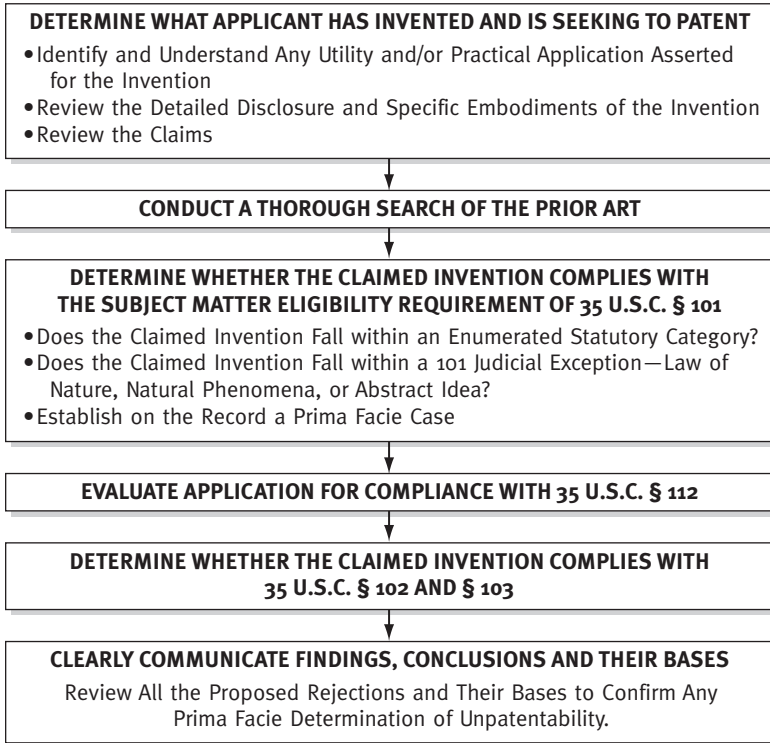 DETERMINE WHAT APPLICANT HAS INVENTED AND IS SEEKING TO PATENT
•Identify and Understand Any Utility and/or Practical Application Asserted
for the Invention
•Review the Detailed Disclosure and Specific Embodiments of the Invention
•Review the Claims
CONDUCT A THOROUGH SEARCH OF THE PRIOR ART
DETERMINE WHETHER THE CLAIMED INVENTION COMPLIES WITH
THE SUBJECT MATTER ELIGIBILITY REQUIREMENT OF 35 U.S.C. § 101
•Does the Claimed Invention Fall within an Enumerated Statutory Category?
•Does the Claimed Invention Fall within a 101 Judicial Exception—Law of
Nature, Natural Phenomena, or Abstract Idea?
•Establish on the Record a Prima Facie Case
EVALUATE APPLICATION FOR COMPLIANCE WITH 35 U.S.C. § 112
DETERMINE WHETHER THE CLAIMED INVENTION COMPLIES WITH
35 U.S.C. § 102 AND § 103
CLEARLY COMMUNICATE FINDINGS, CONCLUSIONS AND THEIR BASES
Review All the Proposed Rejections and Their Bases to Confirm Any
Prima Facie Determination of Unpatentability.